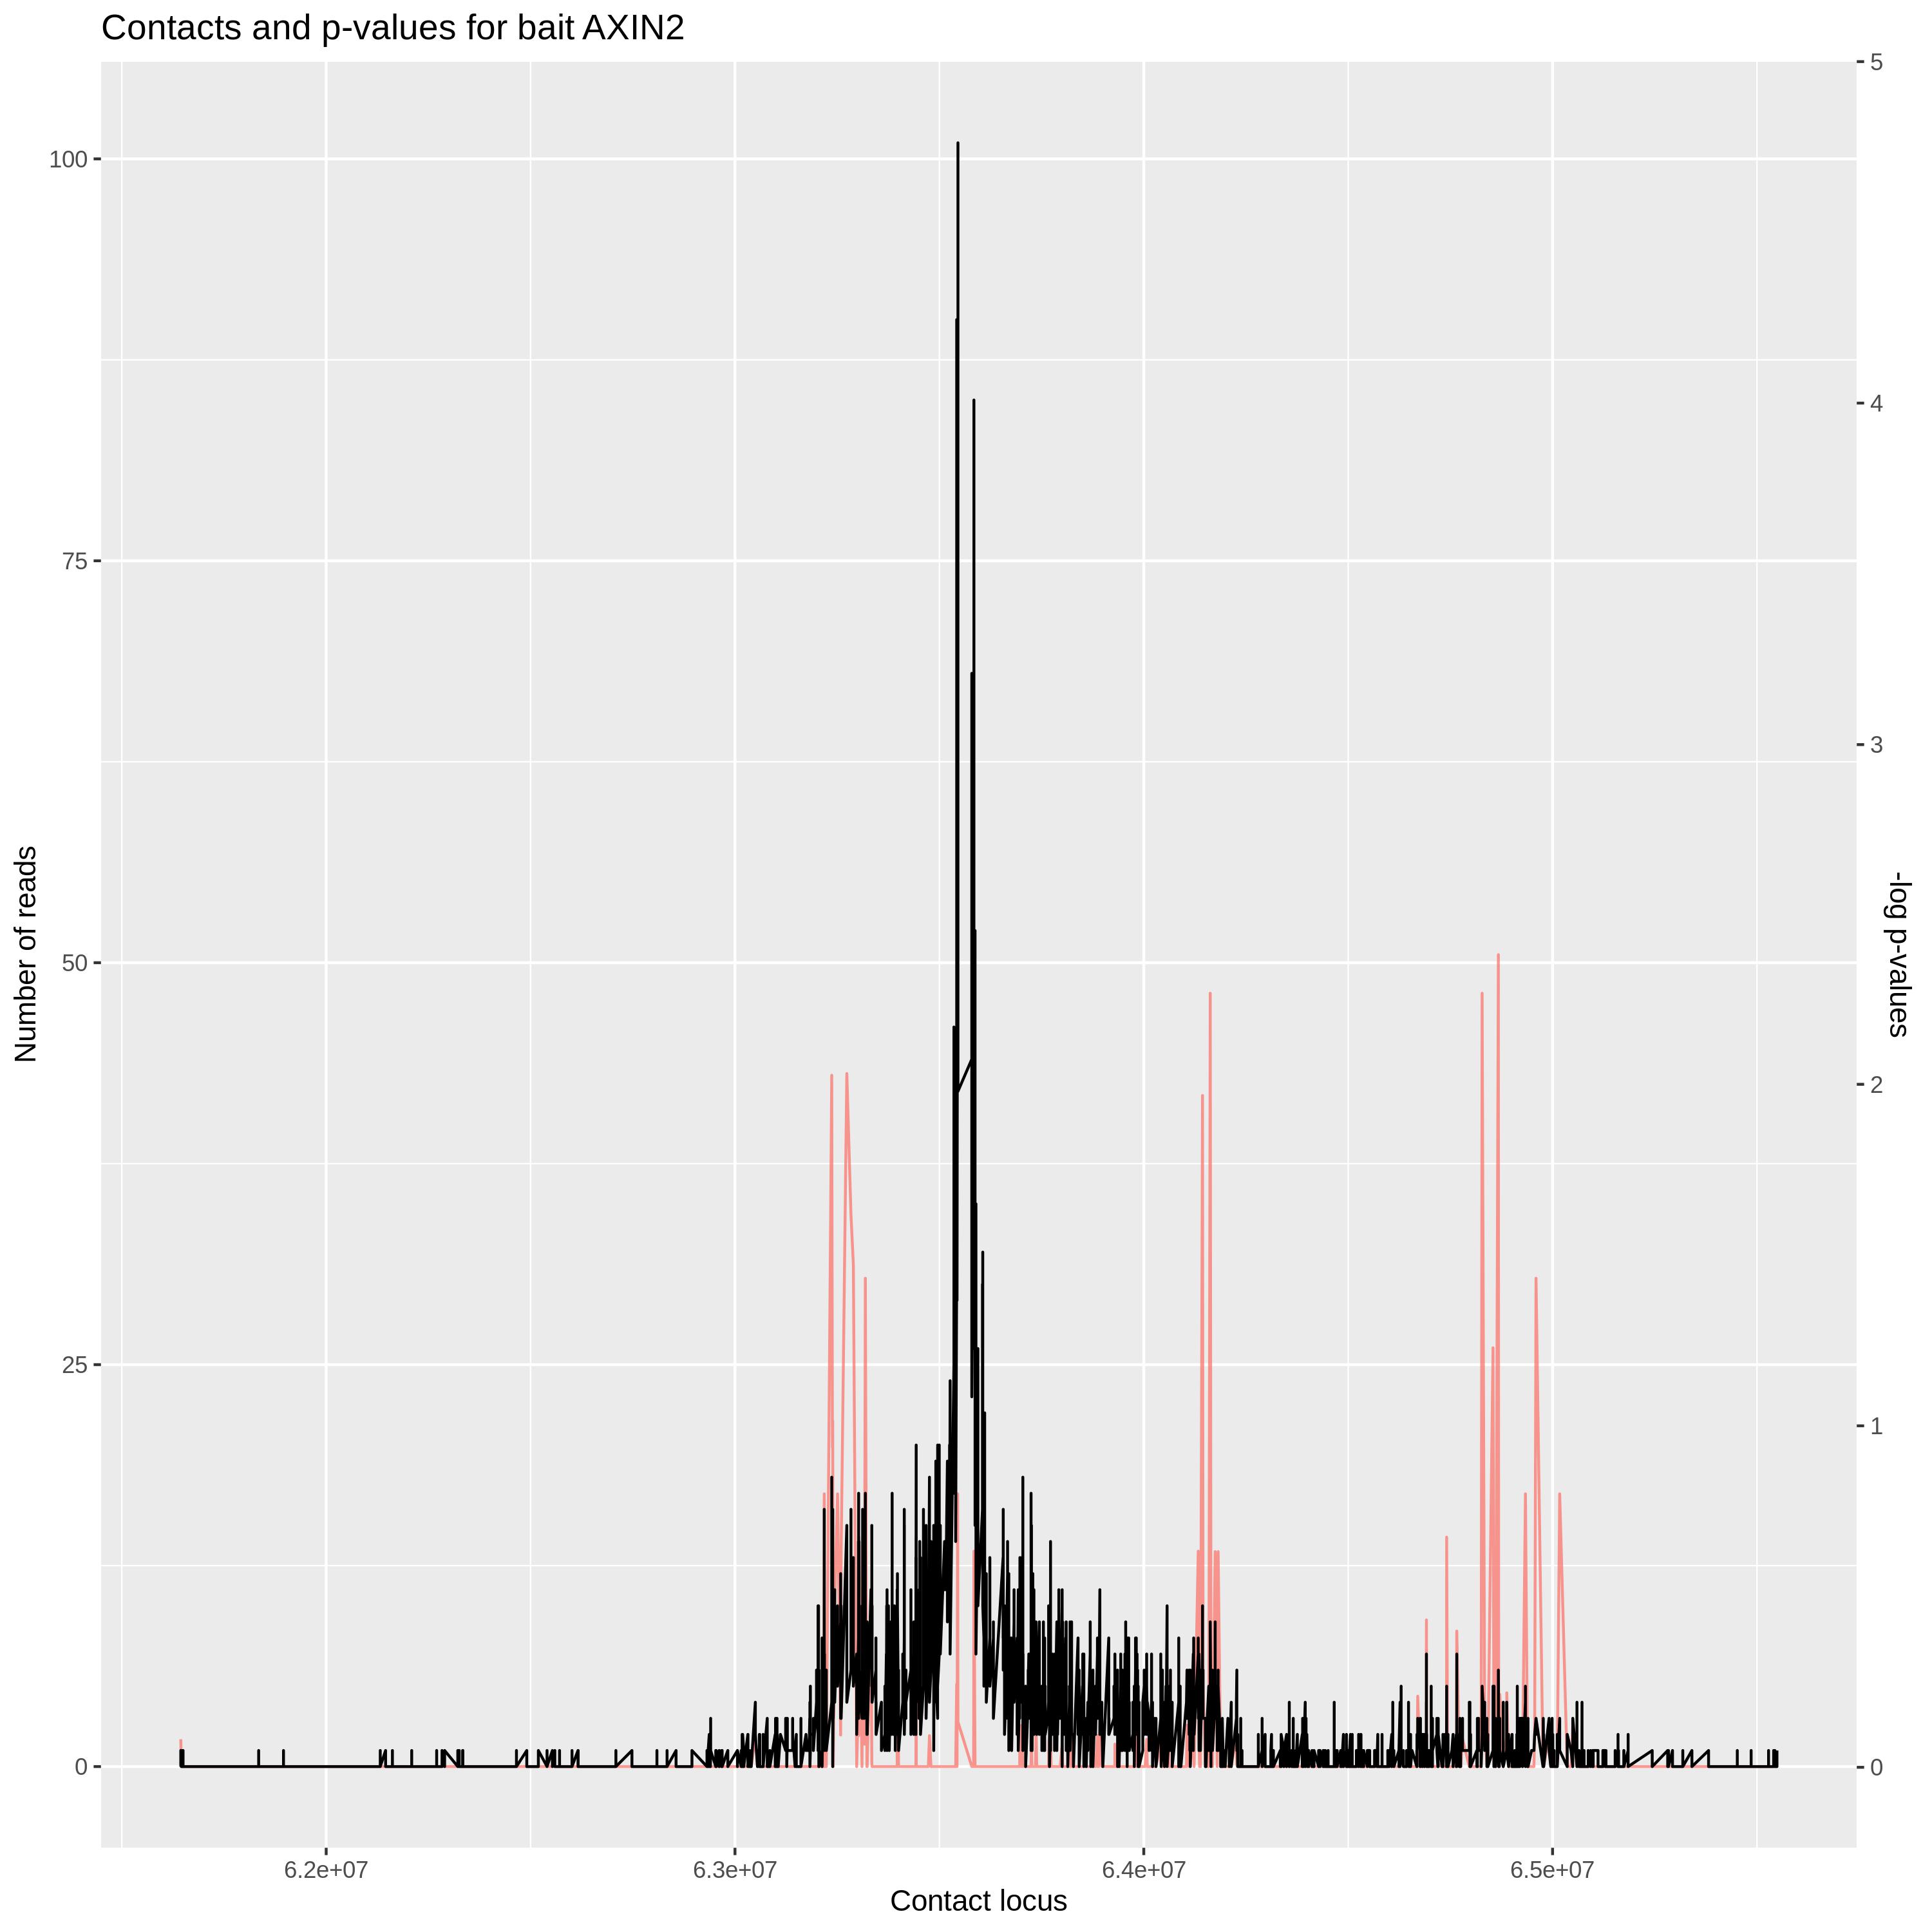 Contacts and p-values for bait AXIN2
5
100
4
75
3
Number of reads
-log p-values
50
2
25
1
0
0
6.2e+07
6.3e+07
6.4e+07
6.5e+07
Contact locus